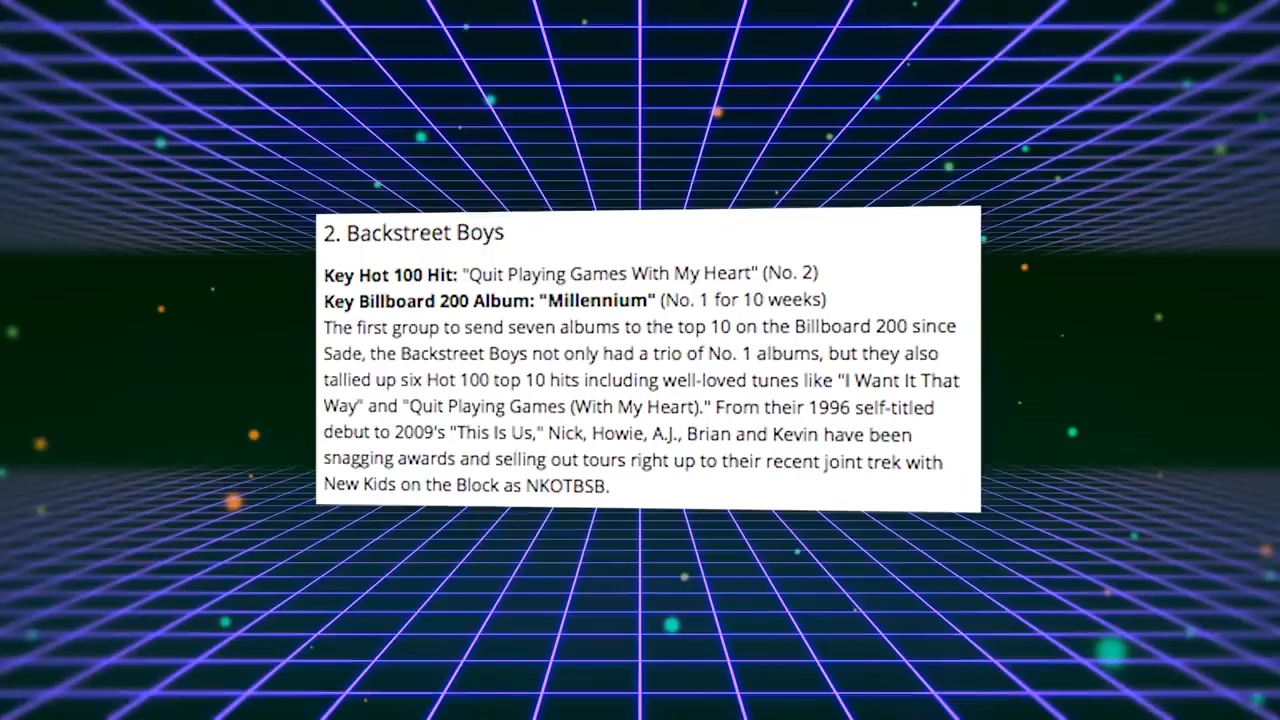 2. Backstreet Boys
Key Hot 100 Hit: "Quit Playing Games With My Heart" (No. 2)
Key Billboard 200 Album: "Millennium" (No. 1 for 10 weeks)
The first group to send seven albums to the top 10 on the Billboard 200 since
Sade, the Backstreet Boys not only had a trio of No. 1 albums, but they also
tallied up six Hot 100 top 10 hits including well-loved tunes like "I Want It That
Way" and "Quit Playing Games (With My Heart)." From their 1996 self-titled
debut to 2009's "This Is Us," Nick, Howie, A.J., Brian and Kevin have been
snagging awards and selling out tours right up to their recent joint trek with
New Kids on the Block as NKOTBSB.